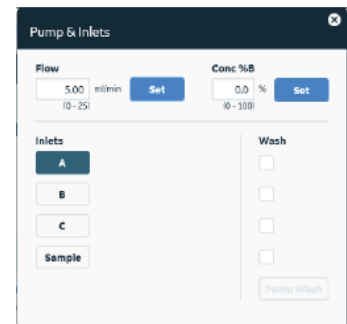 Pump & Inlets
Flow
5.00 ml/min Set
(0 - 25)
Conc %B
0.0 % Set
(0 - 100)
Inlets
A
B
C
Sample
Wash
Pump Wash